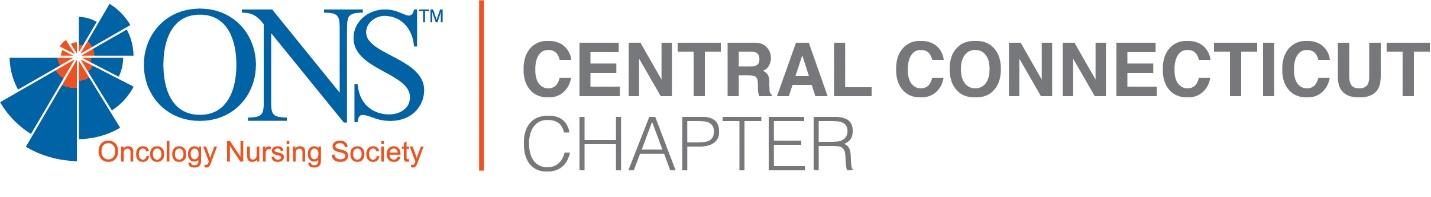 ONS™
Oncology Nursing Society
CENTRAL CONNECTICUT
CHAPTER